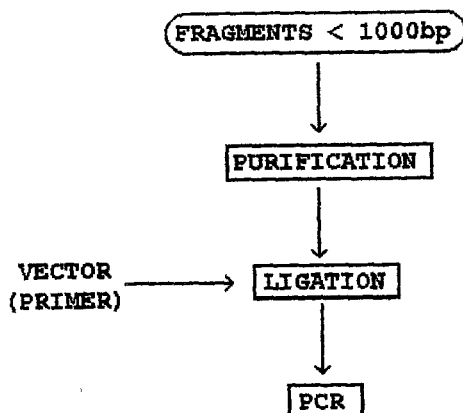 FRAGMENTS < 1000bp
PURIFICATION
VECTOR
(PRIMER)
LIGATION
PCR